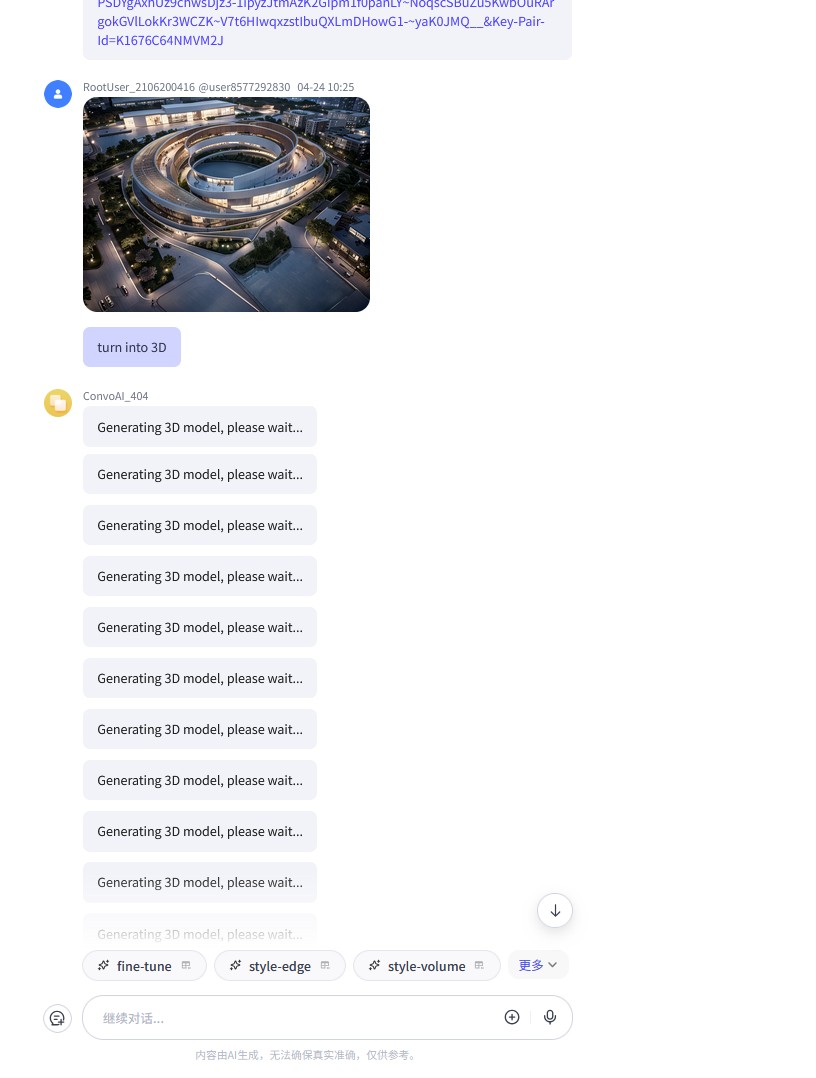 gokGVlLokKr3WCZK~V7t6HIwqxzstIbuQXLmDHowG1-~yaK0JMQ__&Key-Pair-
Id=K1676C64NMVM2J
RootUser_2106200416 @user8577292830 04-24 10:25
turn into 3D
ConvoAI_404
Generating 3D model, please wait...
Generating 3D model, please wait...
Generating 3D model, please wait...
Generating 3D model, please wait...
Generating 3D model, please wait...
Generating 3D model, please wait...
Generating 3D model, please wait...
Generating 3D model, please wait...
Generating 3D model, please wait...
Generating 3D model, please wait...
Generating 3D model, please wait...
fine-tune
style-edge
style-volume
更多
继续对话...
内容由AI生成，无法确保真实准确，仅供参考。